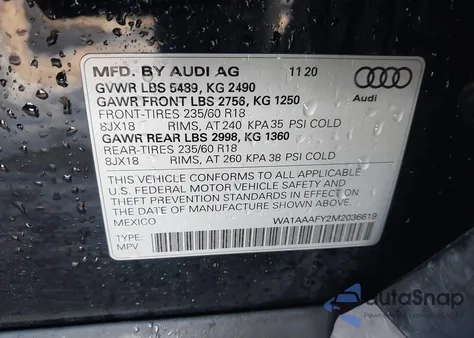 MFD. BY AUDI AG 11 20
GVWR LBS 5489, KG 2490
GAWR FRONT LBS 2756, KG 1250
FRONT-TIRES 235/60 R18
8JX18 RIMS, AT 240 KPA 35 PSI COLD
GAWR REAR LBS 2998, KG 1360
REAR-TIRES 235/60 R18
8JX18 RIMS, AT 260 KPA 38 PSI COLD
Audi
THIS VEHICLE CONFORMS TO ALL APPLICABLE
U.S. FEDERAL MOTOR VEHICLE SAFETY AND
THEFT PREVENTION STANDARDS IN EFFECT ON
THE DATE OF MANUFACTURE SHOWN ABOVE.
MEXICO WA1AAAFY2M2036619
TYPE:
MPV
AutoSnap